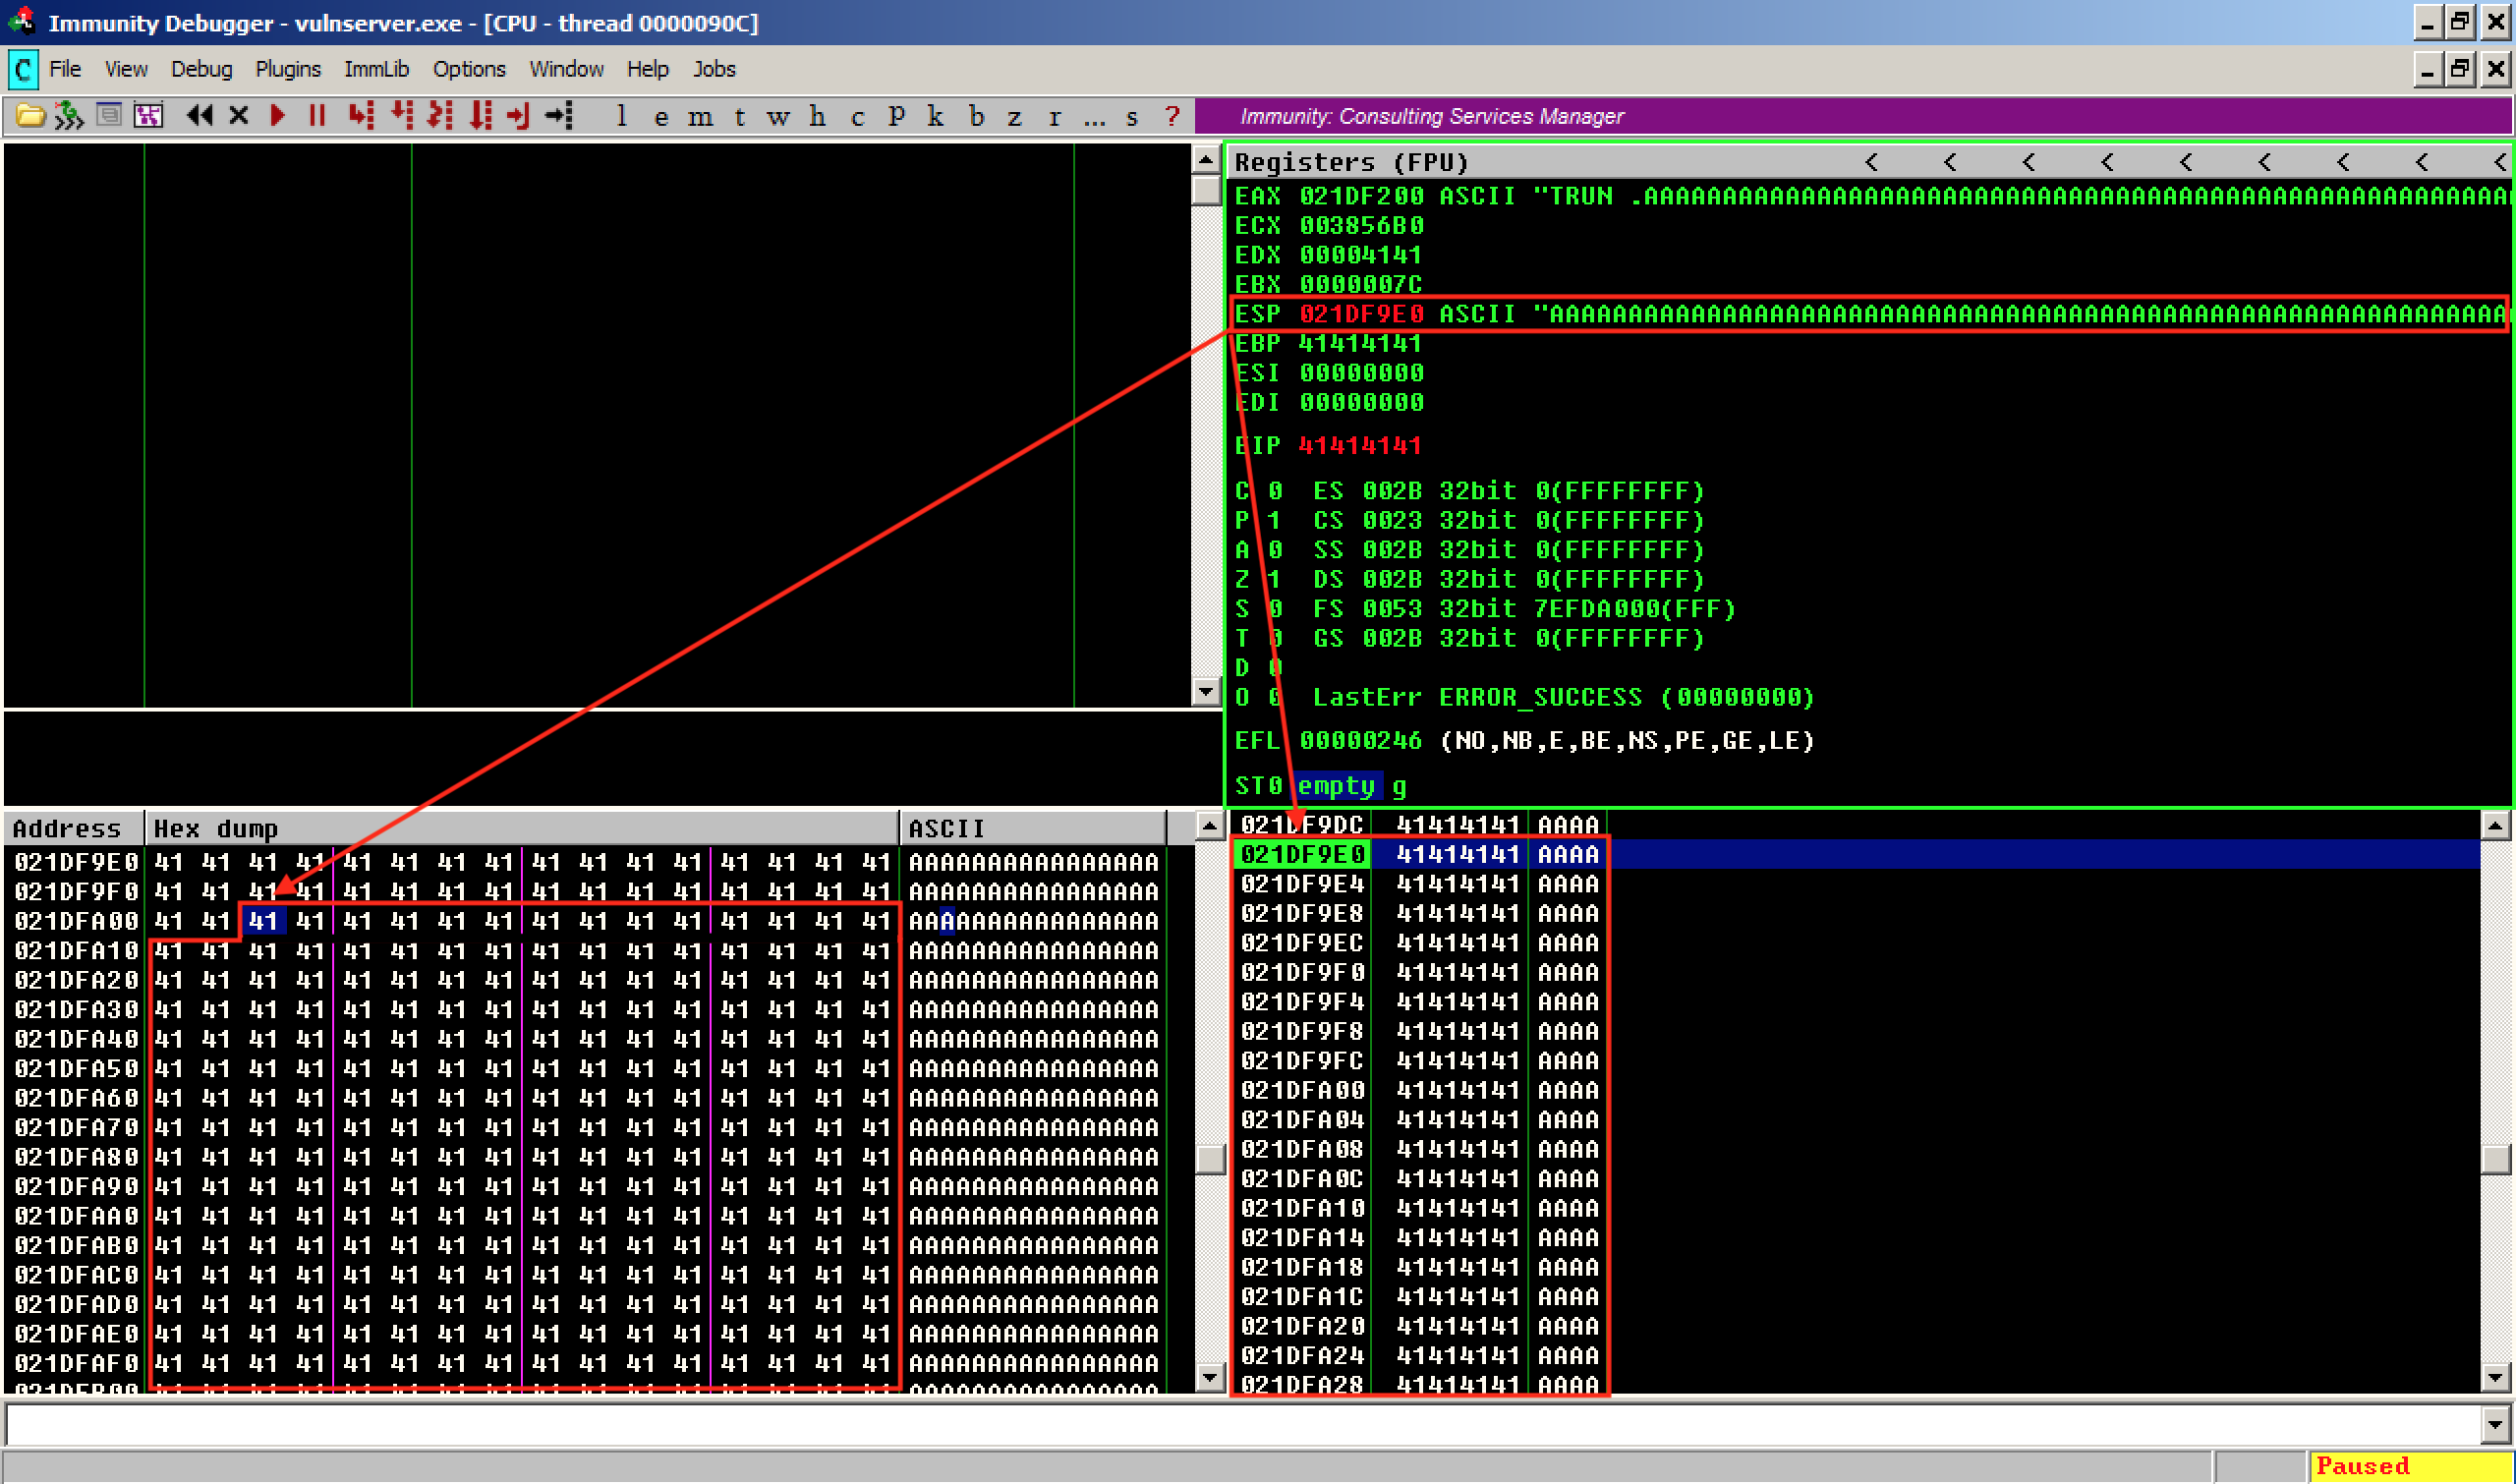 Immunity Debugger - vulnserver.exe - [CPU - thread 0000090C]
C File View Debug Plugins ImmLib Options Window Help Jobs
l e m t w h c P k b z r ... s ? Immunity: Consulting Services Manager
Registers (FPU) < < < < < < < < <
EAX 021DF200 ASCII "TRUN .AAAAAAAAAAAAAAAAAAAAAAAAAAAAAAAAAAAAAAAAAAAAAAAAAAAAAAA
ECX 003856B0
EDX 00004141
EBX 0000007C
ESP 021DF9E0 ASCII "AAAAAAAAAAAAAAAAAAAAAAAAAAAAAAAAAAAAAAAAAAAAAAAAAAAAAAAAAAAAA
EBP 41414141
ESI 00000000
EDI 00000000
EIP 41414141
C 0 ES 002B 32bit 0(FFFFFFFF)
P 1 CS 0023 32bit 0(FFFFFFFF)
A 0 SS 002B 32bit 0(FFFFFFFF)
Z 1 DS 002B 32bit 0(FFFFFFFF)
S 0 FS 0053 32bit 7EFDA000(FFF)
T 0 GS 002B 32bit 0(FFFFFFFF)
D 0
O 0 LastErr ERROR_SUCCESS (00000000)
EFL 00000246 (NO,NB,E,BE,NS,PE,GE,LE)
ST0 empty g
Address Hex dump ASCII
021DF9E0 41 41 41 41 41 41 41 41 41 41 41 41 41 41 41 41 AAAAAAAAAAAAAAAA
021DF9F0 41 41 41 41 41 41 41 41 41 41 41 41 41 41 41 41 AAAAAAAAAAAAAAAA
021DFA00 41 41 41 41 41 41 41 41 41 41 41 41 41 41 41 41 AAAAAAAAAAAAAAAA
021DFA10 41 41 41 41 41 41 41 41 41 41 41 41 41 41 41 41 AAAAAAAAAAAAAAAA
021DFA20 41 41 41 41 41 41 41 41 41 41 41 41 41 41 41 41 AAAAAAAAAAAAAAAA
021DFA30 41 41 41 41 41 41 41 41 41 41 41 41 41 41 41 41 AAAAAAAAAAAAAAAA
021DFA40 41 41 41 41 41 41 41 41 41 41 41 41 41 41 41 41 AAAAAAAAAAAAAAAA
021DFA50 41 41 41 41 41 41 41 41 41 41 41 41 41 41 41 41 AAAAAAAAAAAAAAAA
021DFA60 41 41 41 41 41 41 41 41 41 41 41 41 41 41 41 41 AAAAAAAAAAAAAAAA
021DFA70 41 41 41 41 41 41 41 41 41 41 41 41 41 41 41 41 AAAAAAAAAAAAAAAA
021DFA80 41 41 41 41 41 41 41 41 41 41 41 41 41 41 41 41 AAAAAAAAAAAAAAAA
021DFA90 41 41 41 41 41 41 41 41 41 41 41 41 41 41 41 41 AAAAAAAAAAAAAAAA
021DFAA0 41 41 41 41 41 41 41 41 41 41 41 41 41 41 41 41 AAAAAAAAAAAAAAAA
021DFAB0 41 41 41 41 41 41 41 41 41 41 41 41 41 41 41 41 AAAAAAAAAAAAAAAA
021DFAC0 41 41 41 41 41 41 41 41 41 41 41 41 41 41 41 41 AAAAAAAAAAAAAAAA
021DFAD0 41 41 41 41 41 41 41 41 41 41 41 41 41 41 41 41 AAAAAAAAAAAAAAAA
021DFAE0 41 41 41 41 41 41 41 41 41 41 41 41 41 41 41 41 AAAAAAAAAAAAAAAA
021DFAF0 41 41 41 41 41 41 41 41 41 41 41 41 41 41 41 41 AAAAAAAAAAAAAAAA
021DF9DC 41414141 AAAA
021DF9E0 41414141 AAAA
021DF9E4 41414141 AAAA
021DF9E8 41414141 AAAA
021DF9EC 41414141 AAAA
021DF9F0 41414141 AAAA
021DF9F4 41414141 AAAA
021DF9F8 41414141 AAAA
021DF9FC 41414141 AAAA
021DFA00 41414141 AAAA
021DFA04 41414141 AAAA
021DFA08 41414141 AAAA
021DFA0C 41414141 AAAA
021DFA10 41414141 AAAA
021DFA14 41414141 AAAA
021DFA18 41414141 AAAA
021DFA1C 41414141 AAAA
021DFA20 41414141 AAAA
021DFA24 41414141 AAAA
021DFA28 41414141 AAAA
Paused